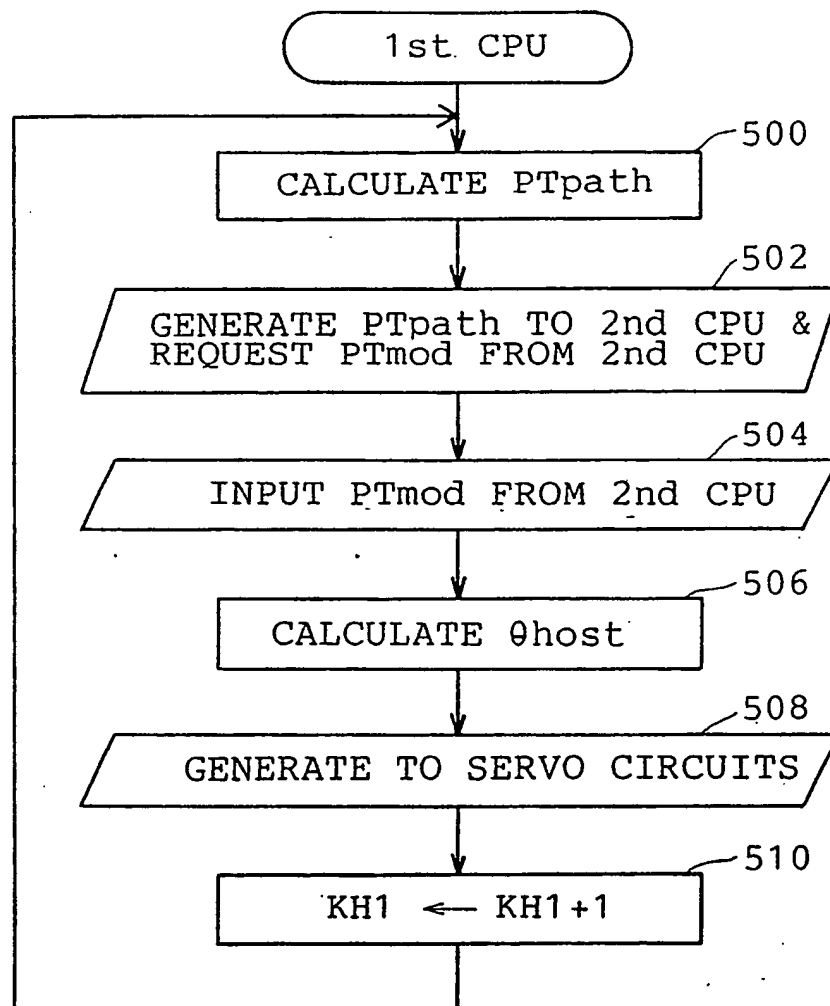 1st. CPU
500
CALCULATE PTpath
502
GENERATE PTpath TO 2nd CPU &
REQUEST PTmod FROM 2nd CPU
504
INPUT PTmod FROM 2nd CPU
506
CALCULATE θhost
508
GENERATE TO SERVO CIRCUITS
510
KH1 ← KH1+1